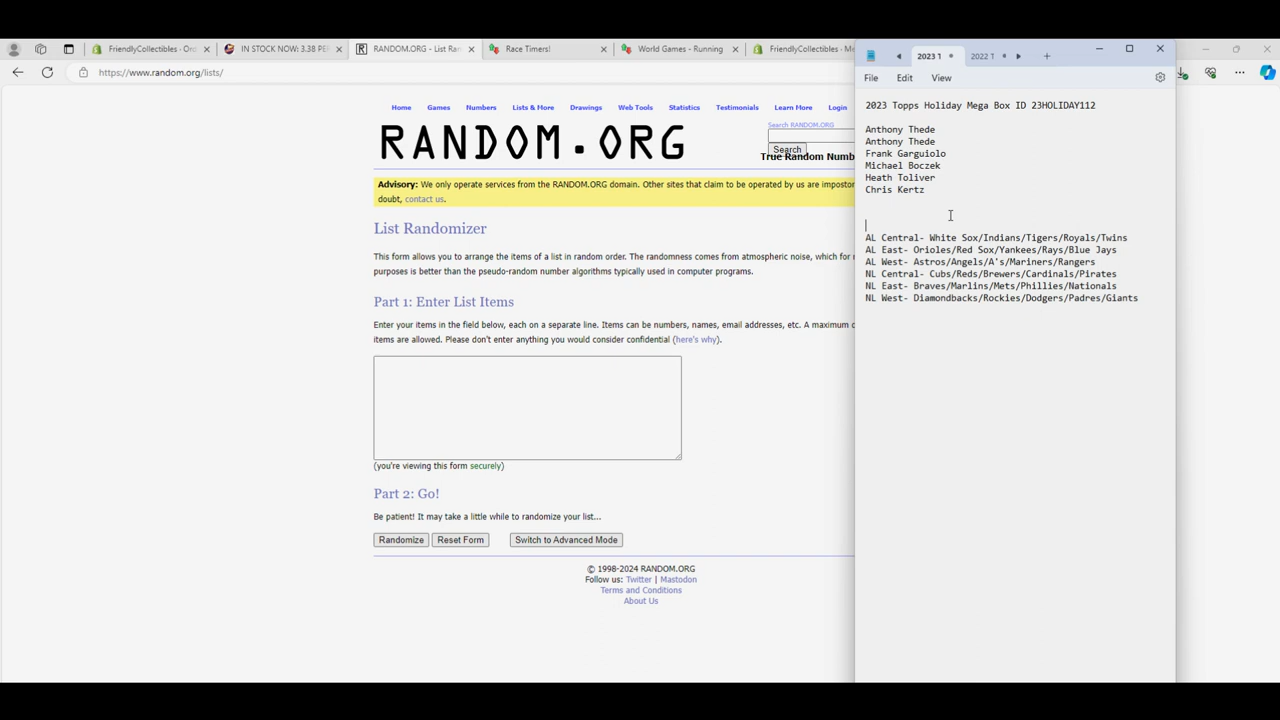 FriendlyCollectibles · Or
IN STOCK NOW: 3.38 PE
RANDOM.ORG - List Ran
Race Timers!
World Games - Running
FriendlyCollectibles · M
https://www.random.org/lists/
Home Games Numbers Lists & More Drawings Web Tools Statistics Testimonials Learn More Login
RANDOM.ORG
Search RANDOM.ORG
Search
True Random Numb
Advisory: We only operate services from the RANDOM.ORG domain. Other sites that claim to be operated by us are impostor
doubt, contact us.
List Randomizer
This form allows you to arrange the items of a list in random order. The randomness comes from atmospheric noise, which for
purposes is better than the pseudo-random number algorithms typically used in computer programs.
Part 1: Enter List Items
Enter your items in the field below, each on a separate line. Items can be numbers, names, email addresses, etc. A maximum
items are allowed. Please don't enter anything you would consider confidential (here's why).
(you're viewing this form securely)
Part 2: Go!
Be patient! It may take a little while to randomize your list...
Randomize Reset Form Switch to Advanced Mode
© 1998-2024 RANDOM.ORG
Follow us: Twitter | Mastodon
Terms and Conditions
About Us
2023 1
2022 1
File Edit View
2023 Topps Holiday Mega Box ID 23HOLIDAY112
Anthony Thede
Anthony Thede
Frank Garguiolo
Michael Boczek
Heath Toliver
Chris Kertz
AL Central- White Sox/Indians/Tigers/Royals/Twins
AL East- Orioles/Red Sox/Yankees/Rays/Blue Jays
AL West- Astros/Angels/A's/Mariners/Rangers
NL Central- Cubs/Reds/Brewers/Cardinals/Pirates
NL East- Braves/Marlins/Mets/Phillies/Nationals
NL West- Diamondbacks/Rockies/Dodgers/Padres/Giants